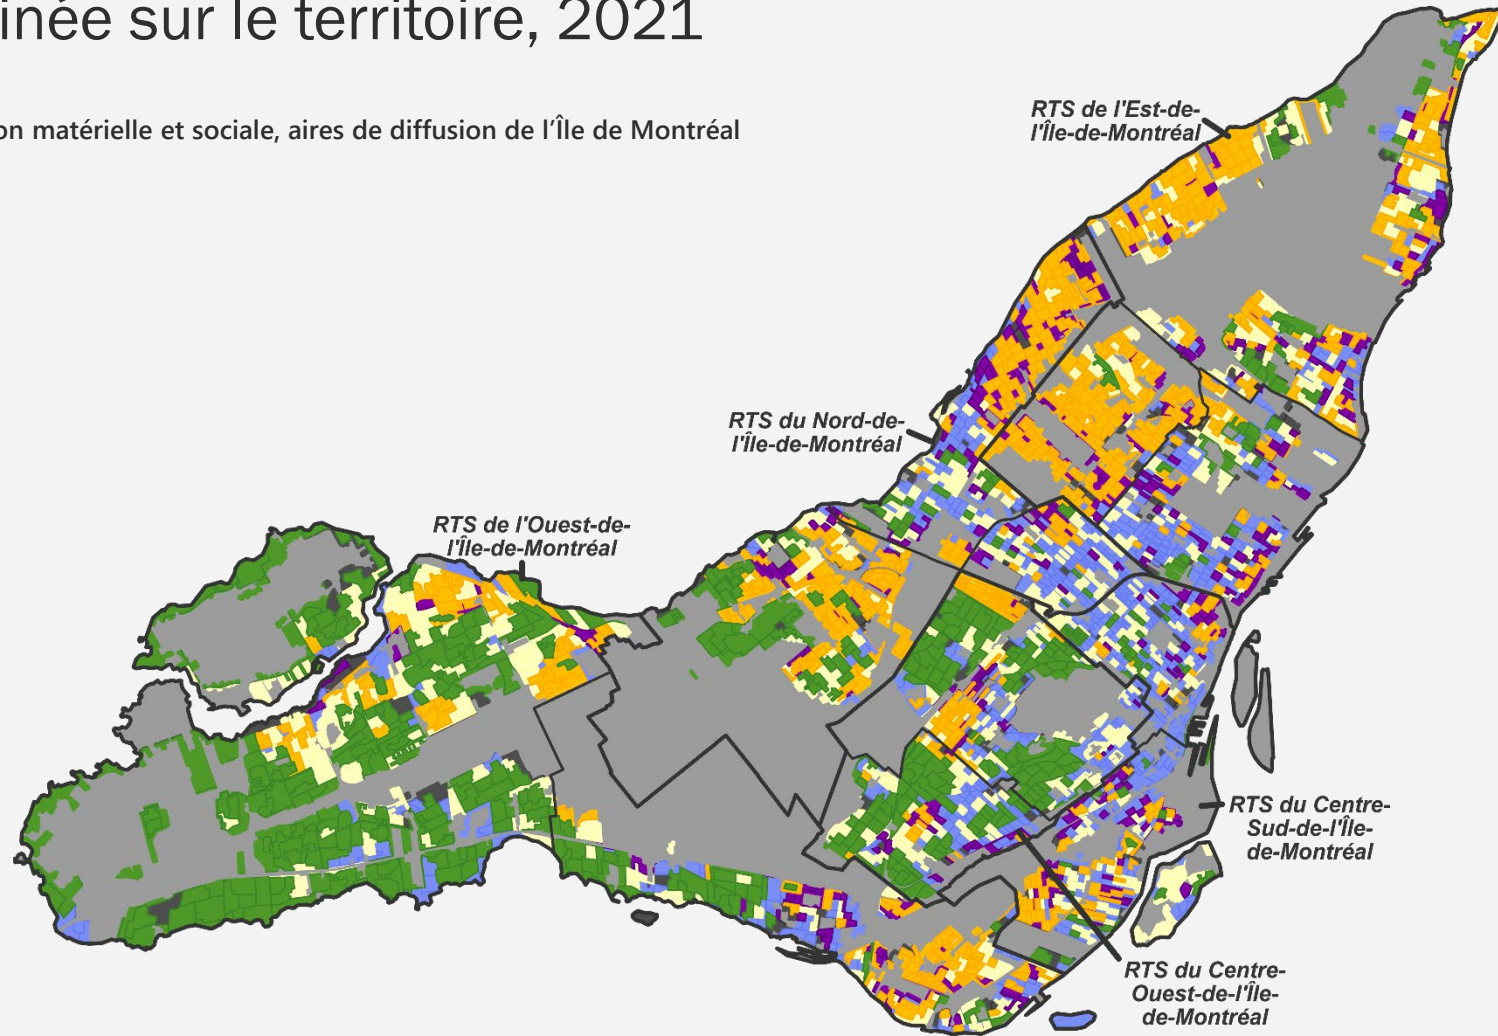 inée sur le territoire, 2021
on matérielle et sociale, aires de diffusion de l'Île de Montréal
RTS de l'Est-de-
l'Île-de-Montréal
RTS du Nord-de-
l'Île-de-Montréal
RTS de l'Ouest-de-
l'Île-de-Montréal
RTS du Centre-
Sud-de-l'Île-
de-Montréal
RTS du Centre-
Ouest-de-l'Île-
de-Montréal